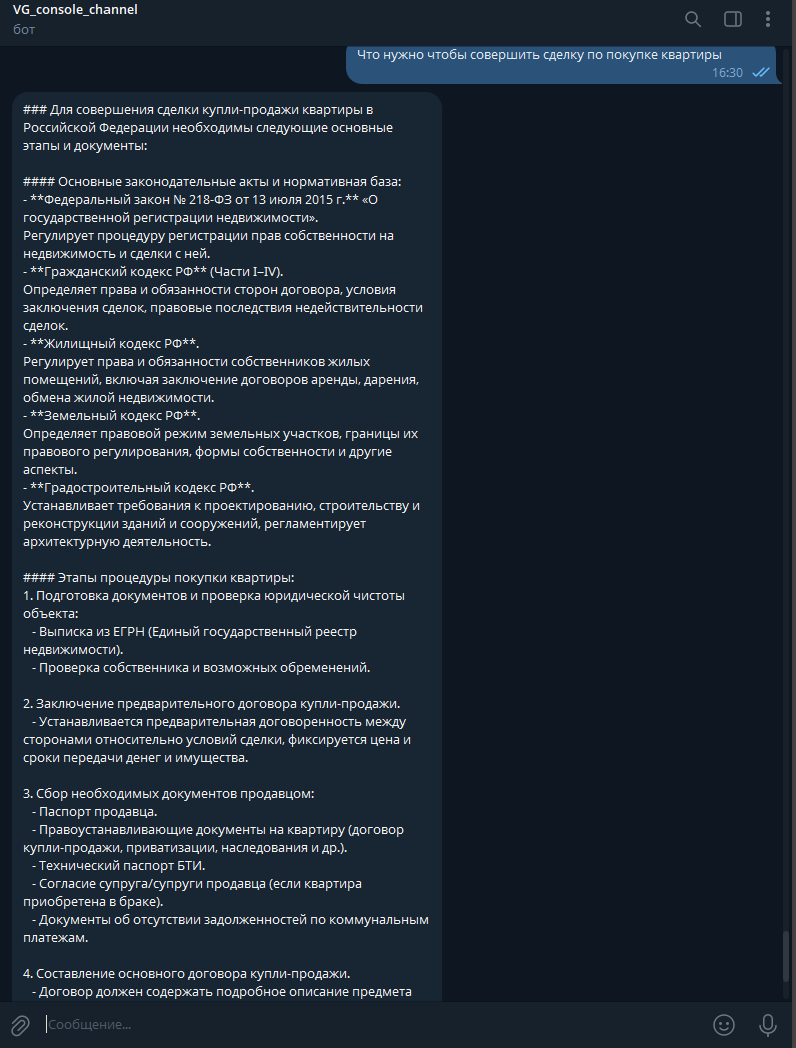 VG_console_channel
бот
Что нужно чтобы совершить сделку по покупке квартиры
16:30
### Для совершения сделки купли-продажи квартиры в
Российской Федерации необходимы следующие основные
этапы и документы:
#### Основные законодательные акты и нормативная база:
- **Федеральный закон № 218-ФЗ от 13 июля 2015 г.** «О
государственной регистрации недвижимости».
Регулирует процедуру регистрации прав собственности на
недвижимость и сделки с ней.
- **Гражданский кодекс РФ** (Части I–IV).
Определяет права и обязанности сторон договора, условия
заключения сделок, правовые последствия недействительности
сделок.
- **Жилищный кодекс РФ**.
Регулирует права и обязанности собственников жилых
помещений, включая заключение договоров аренды, дарения,
обмена жилой недвижимости.
- **Земельный кодекс РФ**.
Определяет правовой режим земельных участков, границы их
правового регулирования, формы собственности и другие
аспекты.
- **Градостроительный кодекс РФ**.
Устанавливает требования к проектированию, строительству и
реконструкции зданий и сооружений, регламентирует
архитектурную деятельность.
#### Этапы процедуры покупки квартиры:
1. Подготовка документов и проверка юридической чистоты
объекта:
- Выписка из ЕГРН (Единый государственный реестр
недвижимости).
- Проверка собственника и возможных обременений.
2. Заключение предварительного договора купли-продажи.
- Устанавливается предварительная договоренность между
сторонами относительно условий сделки, фиксируется цена и
сроки передачи денег и имущества.
3. Сбор необходимых документов продавцом:
- Паспорт продавца.
- Правоустанавливающие документы на квартиру (договор
купли-продажи, приватизации, наследования и др.).
- Технический паспорт БТИ.
- Согласие супруга/супруги продавца (если квартира
приобретена в браке).
- Документы об отсутствии задолженностей по коммунальным
платежам.
4. Составление основного договора купли-продажи.
- Договор должен содержать подробное описание предмета
Сообщение...